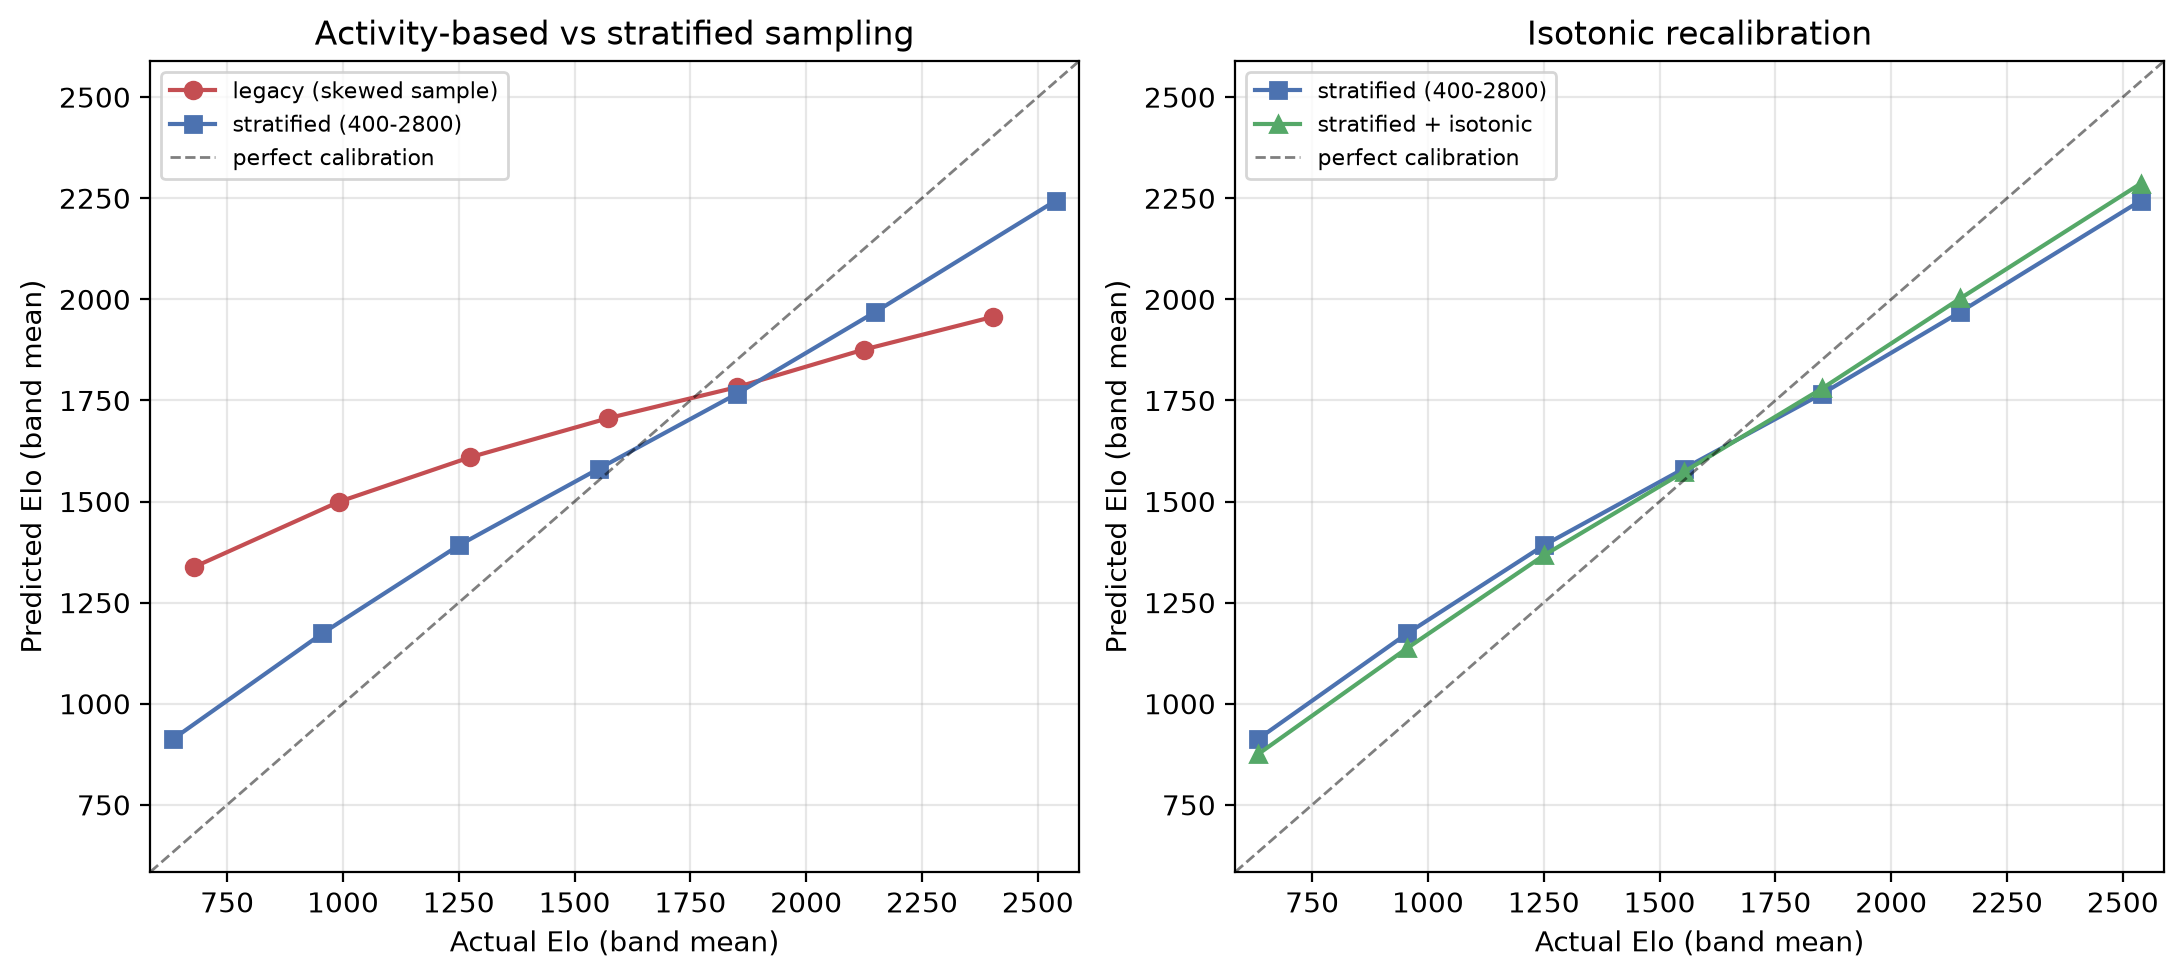 Activity-based vs stratified sampling
legacy (skewed sample)
stratified (400-2800)
perfect calibration
Predicted Elo (band mean)
2500
2250
2000
1750
1500
1250
1000
750
750 1000 1250 1500 1750 2000 2250 2500
Actual Elo (band mean)
Isotonic recalibration
stratified (400-2800)
stratified + isotonic
perfect calibration
Predicted Elo (band mean)
2500
2250
2000
1750
1500
1250
1000
750
750 1000 1250 1500 1750 2000 2250 2500
Actual Elo (band mean)